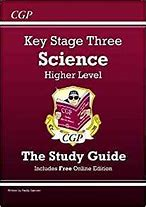 CGP
Key Stage Three
Science
Higher Level
CGP
The Study Guide
Includes Free Online Edition